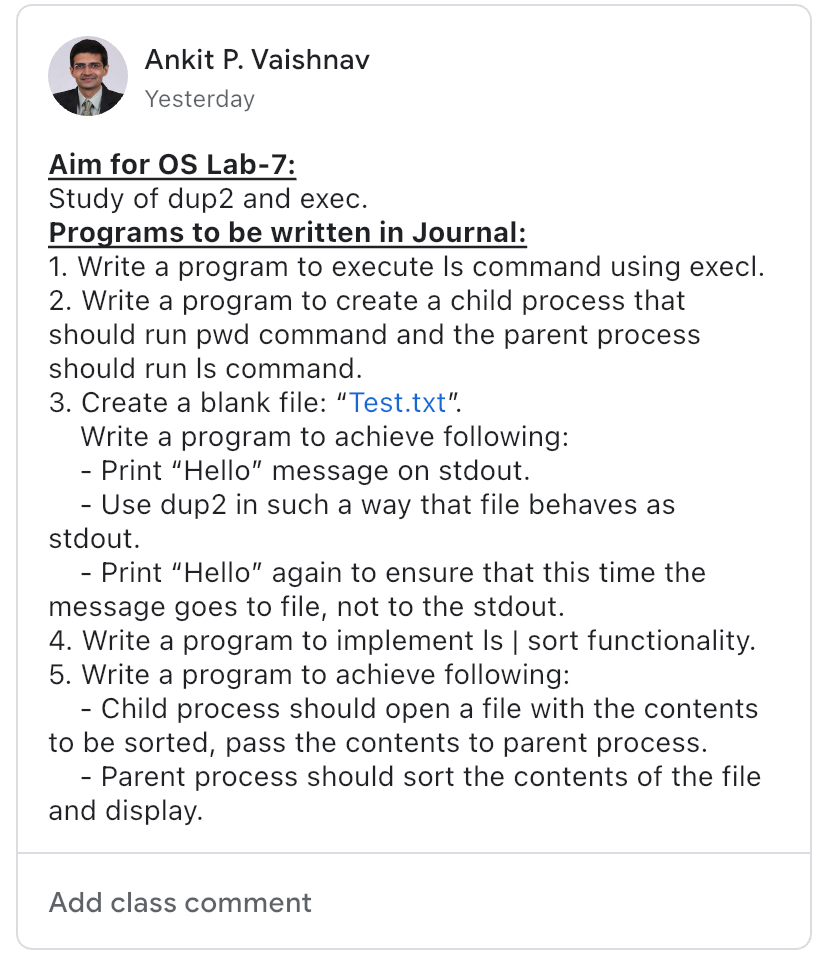 Ankit P. Vaishnav
Yesterday
Aim for OS Lab-7:
Study of dup2 and exec.
Programs to be written in Journal:
1. Write a program to execute ls command using execl.
2. Write a program to create a child process that
should run pwd command and the parent process
should run ls command.
3. Create a blank file: “Test.txt”.
Write a program to achieve following:
- Print “Hello” message on stdout.
- Use dup2 in such a way that file behaves as
stdout.
- Print “Hello” again to ensure that this time the
message goes to file, not to the stdout.
4. Write a program to implement ls | sort functionality.
5. Write a program to achieve following:
- Child process should open a file with the contents
to be sorted, pass the contents to parent process.
- Parent process should sort the contents of the file
and display.
Add class comment